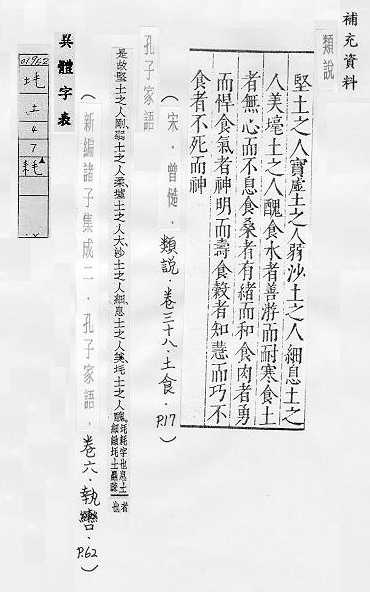 補充資料
類說
堅土之人實虛土之人弱沙土之人細息土之
人美壕土之人醜食水者善游而耐寒食土
者無心而不息食桑者有緒而和食肉者勇
而悍食氣者神明而壽食穀者知慧而巧不
食者不死而神
(宋．曾慥．類說．卷三十八．土食．P.17)
孔子家語
是故堅土之人剛弱土之人柔墟土之人大沙土之人細息土之人美𡉞土之人醜
(新編諸子集成二．孔子家語．卷六．執轡．P.62)
異體字表
01962
𡉞
土
4
7
耗